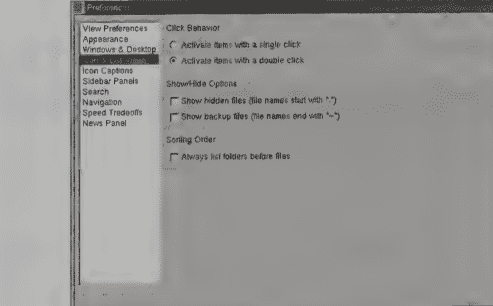 Preferences
View Preferences
Appearance
Windows & Desktop
Icon Captions
Sidebar Panels
Search
Navigation
Speed Tradeoffs
News Panel
Click Behavior
Activate items with a single click
Activate items with a double click
Show/Hide Options
Show hidden files (file names start with ".")
Show backup files (file names end with "~")
Sorting Order
Always list folders before files